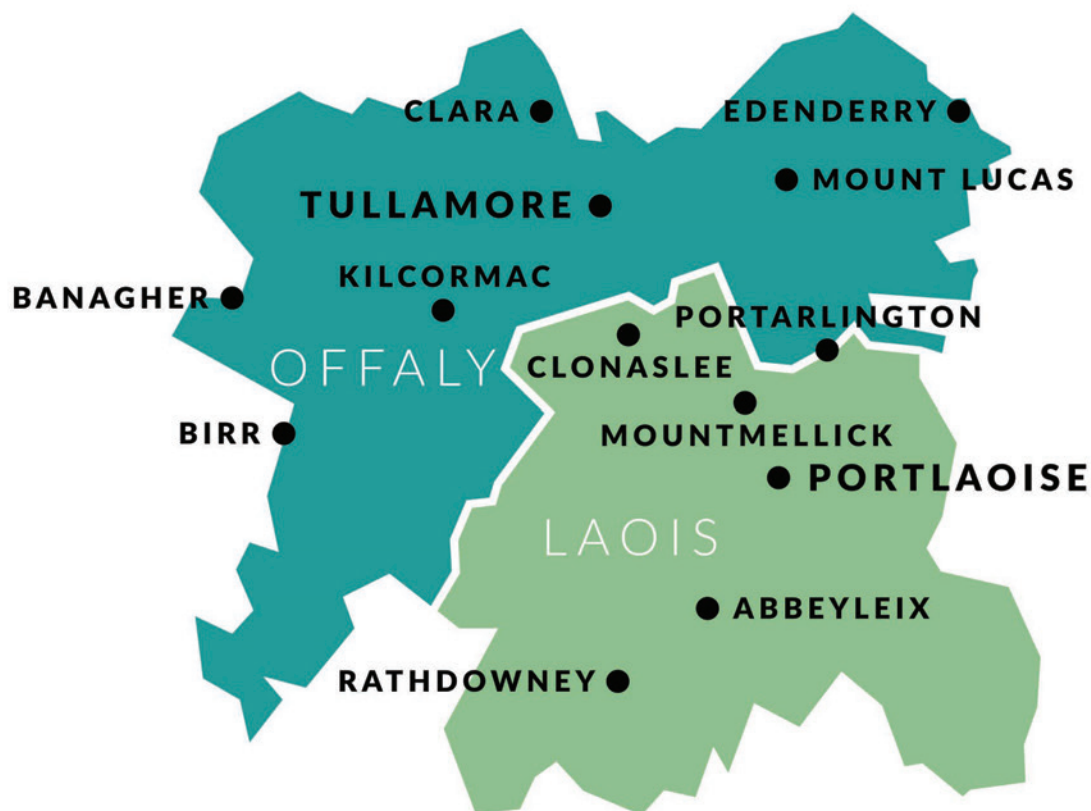 CLARA
EDENDERRY
MOUNT LUCAS
TULLAMORE
KILCORMAC
BANAGHER
PORTARLINGTON
OFFALY
CLONASLEE
BIRR
MOUNTMELLICK
PORTLAOISE
LAOIS
ABBEYLEIX
RATHDOWNEY